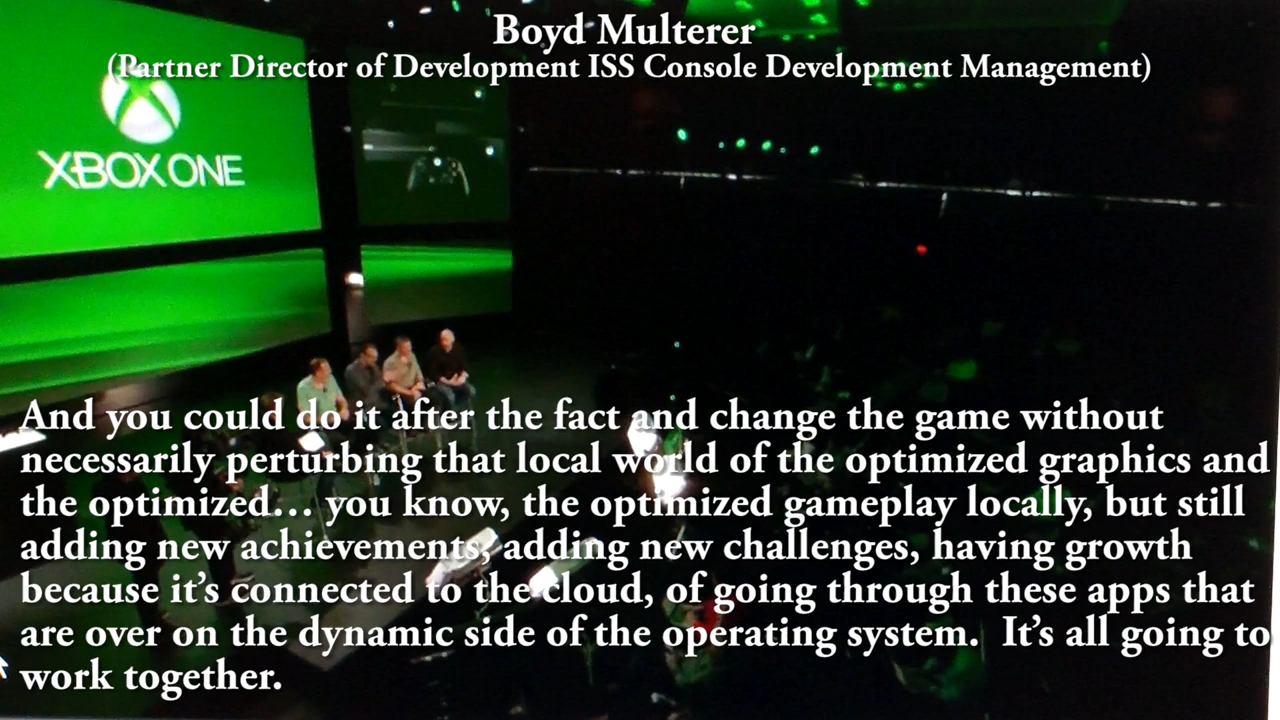 Boyd Multerer
(Partner Director of Development ISS Console Development Management)
XBOX ONE
And you could do it after the fact and change the game without
necessarily perturbing that local world of the optimized graphics and
the optimized… you know, the optimized gameplay locally, but still
adding new achievements, adding new challenges, having growth
because it’s connected to the cloud, of going through these apps that
are over on the dynamic side of the operating system.  It’s all going to
work together.